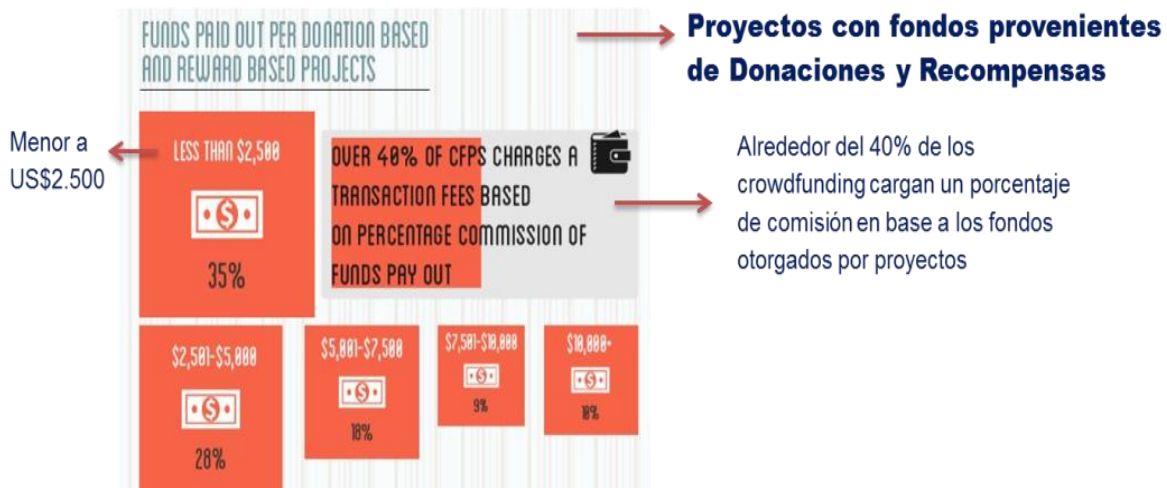 FUNDS PAID OUT PER DONATION BASED
AND REWARD BASED PROJECTS
Proyectos con fondos provenientes
de Donaciones y Recompensas
Menor a
US$2.500
LESS THAN $2,500
35%
OVER 40% OF CFPS CHARGES A
TRANSACTION FEES BASED
ON PERCENTAGE COMMISSION OF
FUNDS PAY OUT
Alrededor del 40% de los
crowdfunding cargan un porcentaje
de comisión en base a los fondos
otorgados por proyectos
$2,501-$5,000
28%
$5,001-$7,500
18%
$7,501-$10,000
9%
$10,000+
10%